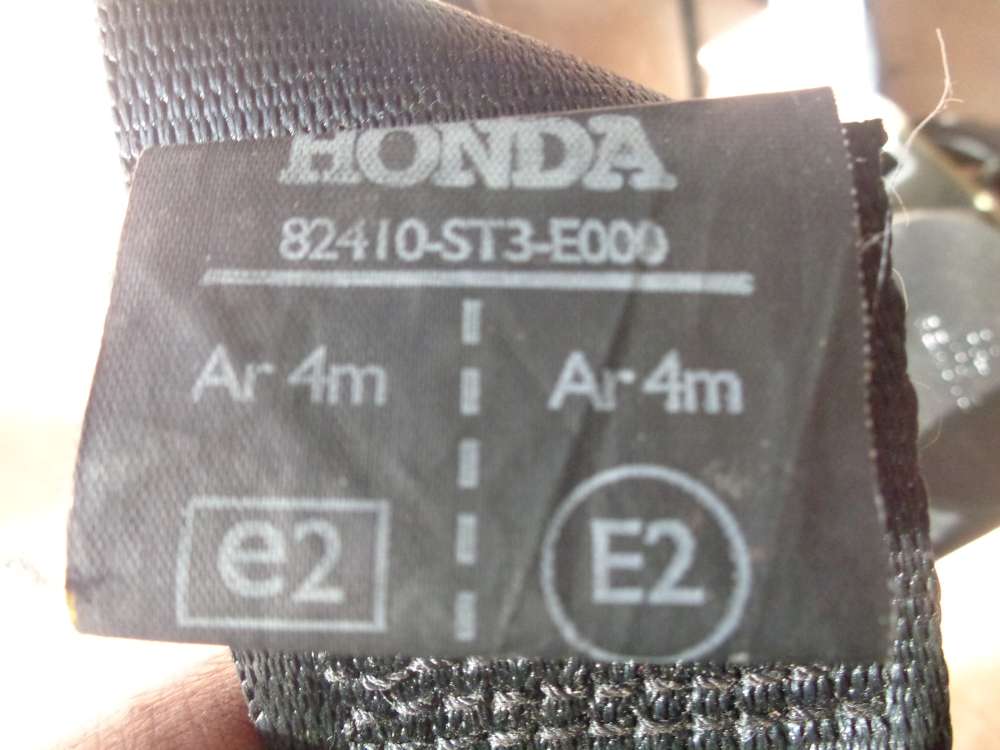 HONDA
82410-ST3-E000
Ar 4m Ar 4m
e2 E2